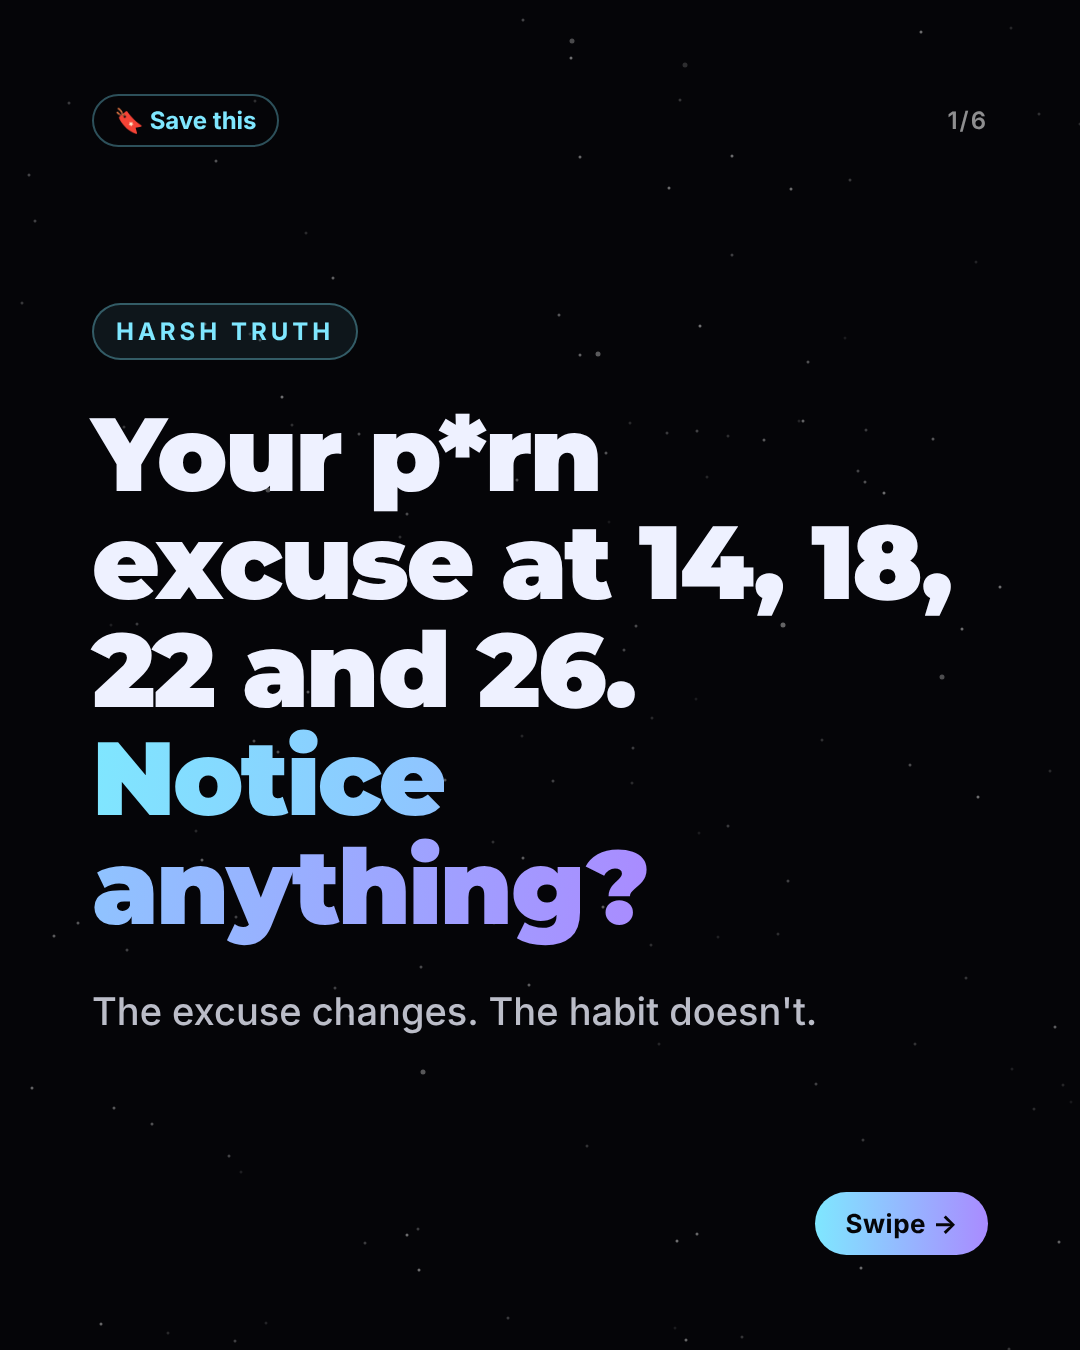 🔖 Save this
1/6
HARSH TRUTH
Your p*rn
excuse at 14, 18,
22 and 26.
Notice
anything?
The excuse changes. The habit doesn't.
Swipe →